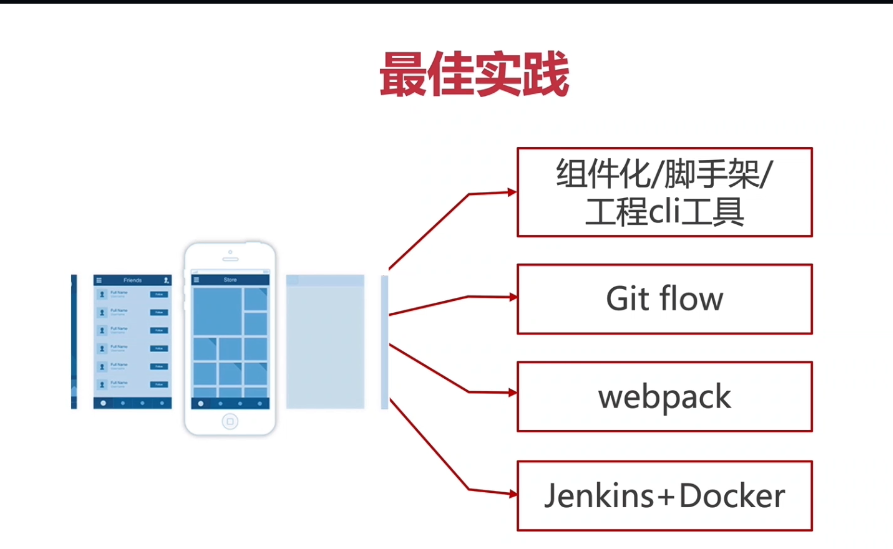 最佳实践
组件化/脚手架/
工程cli工具
Git flow
webpack
Jenkins+Docker
Friends
Store
Full Name
Full Name
Full Name
Full Name
Full Name
Full Name